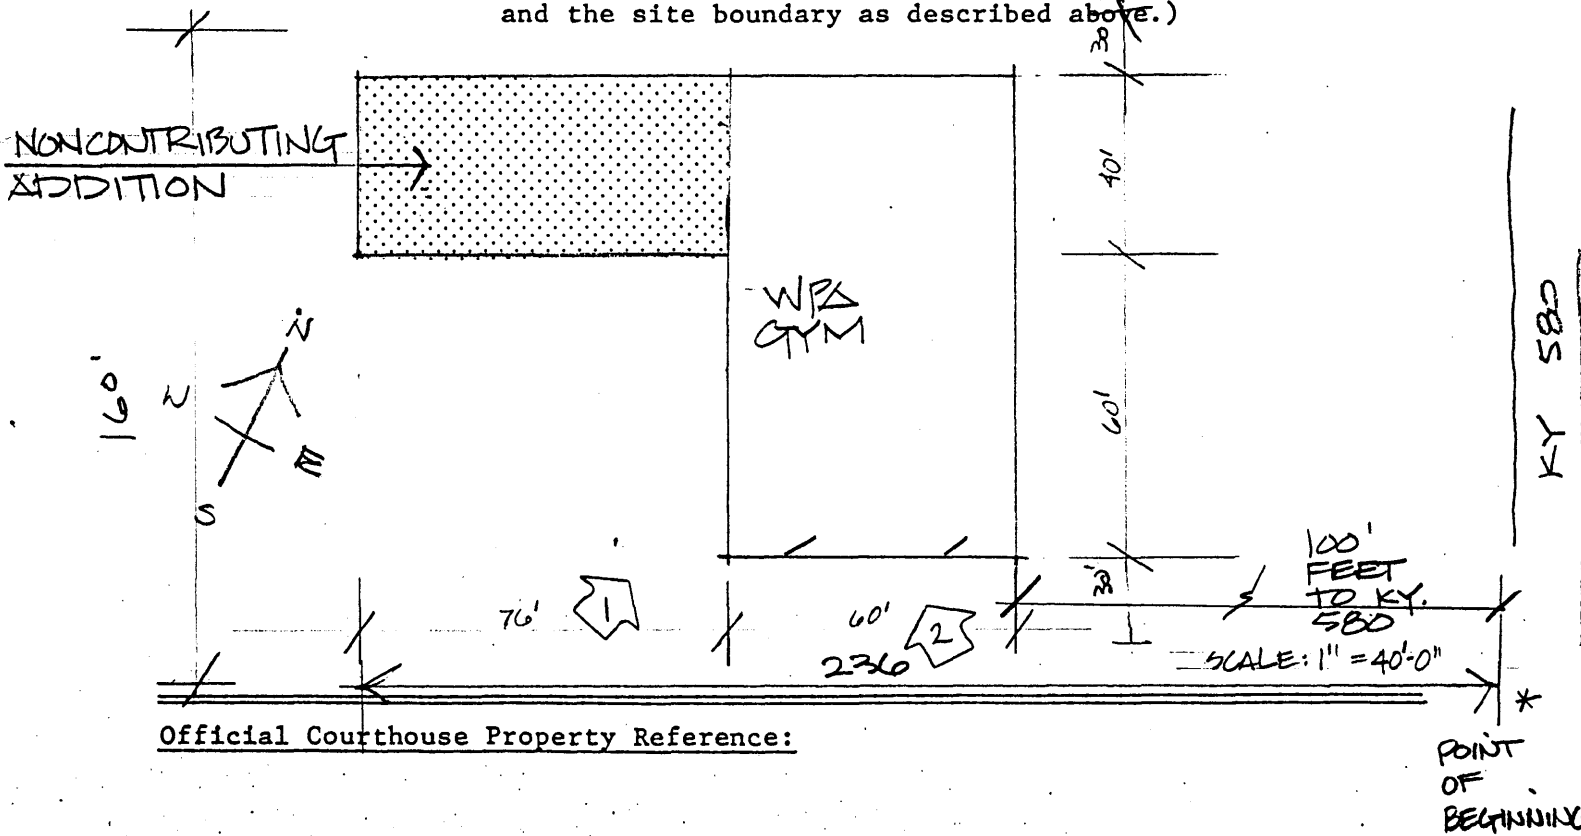 and the site boundary as described above.)
30'
NONCONTRIBUTING
ADDITION
40'
WPA
GYM
KY 580
N
W
E
S
160'
60'
30'
100'
FEET
TO KY.
580
76'
1
60'
2
236
SCALE: 1" = 40'-0"
*
Official Courthouse Property Reference:
POINT
OF
BEGINNING